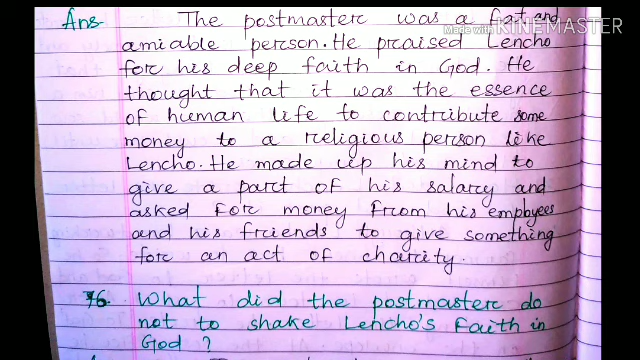 Made with KINEMASTER
Ans The postmaster was a fat and
amiable person. He praised Lencho
for his deep faith in God. He
thought that it was the essence
of human life to contribute some
money to a religious person like
Lencho. He made up his mind to
give a part of his salary and
asked for money from his employees
and his friends to give something
for an act of charity.
6. What did the postmaster do
not to shake Lencho's faith in
God ?